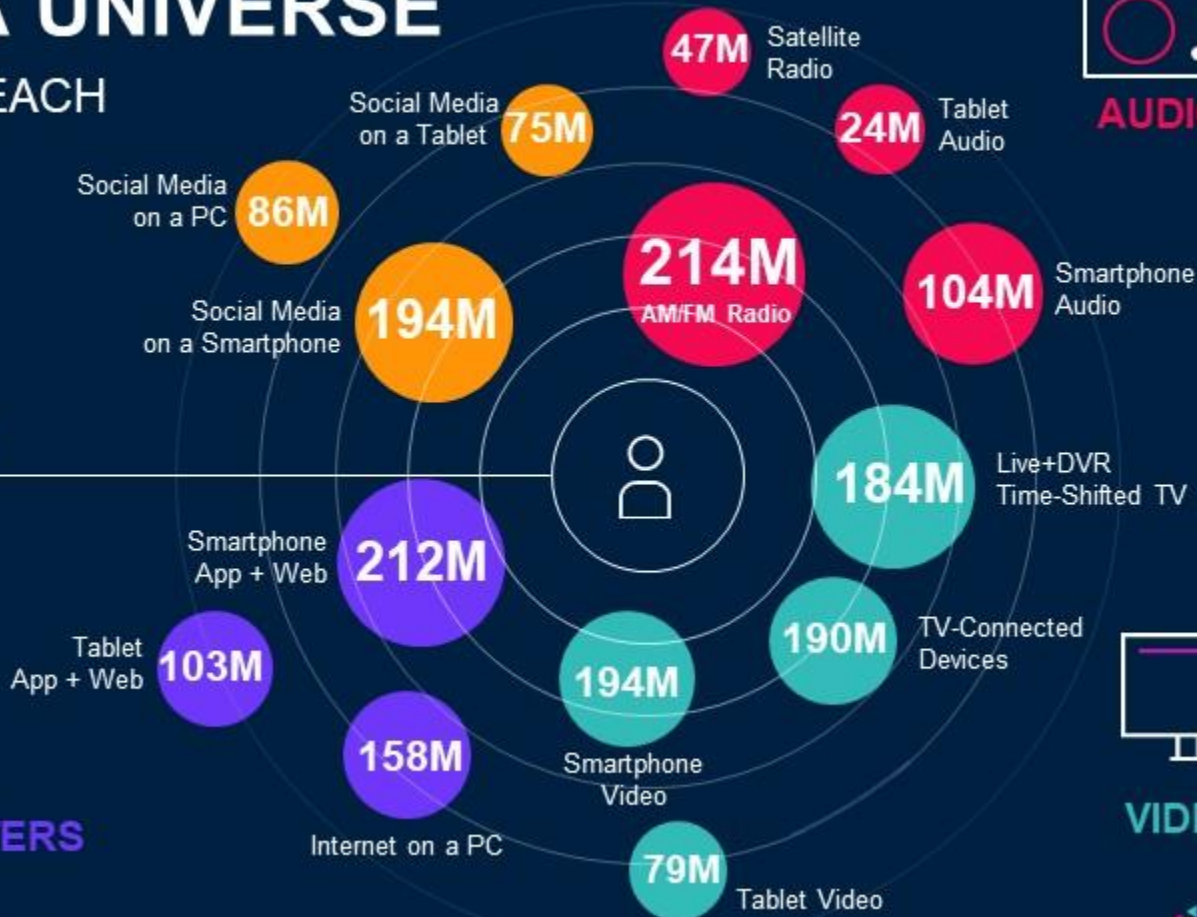 A UNIVERSE
EACH
47M
Satellite
Radio
Social Media
on a Tablet
75M
24M
Tablet
Audio
AUDI
Social Media
on a PC
86M
214M
AM/FM Radio
104M
Smartphone
Audio
Social Media
on a Smartphone
194M
184M
Live+DVR
Time-Shifted TV
Smartphone
App + Web
212M
190M
TV-Connected
Devices
Tablet
App + Web
103M
194M
Smartphone
Video
158M
Internet on a PC
VIDE
ERS
79M
Tablet Video